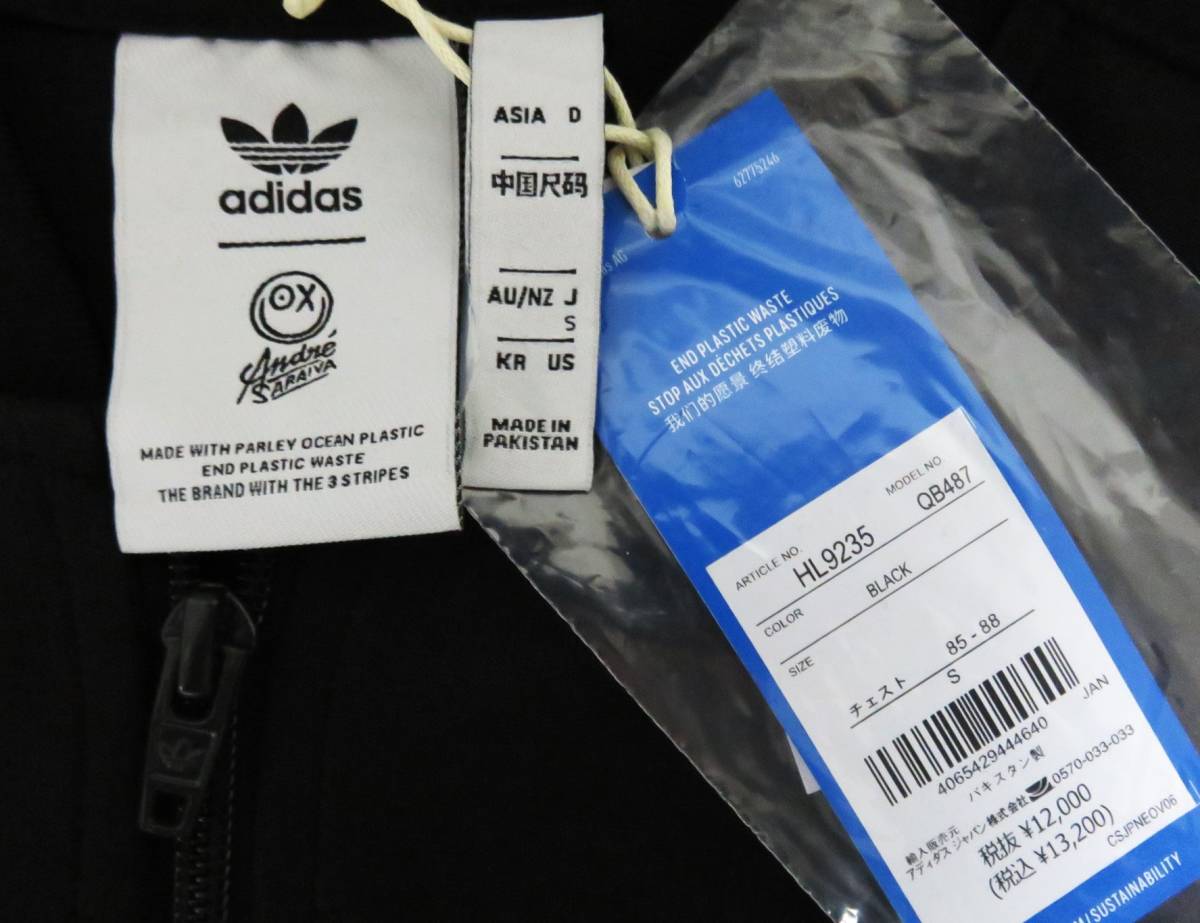 adidas
OX
André
SARAIVA
MADE WITH PARLEY OCEAN PLASTIC
END PLASTIC WASTE
THE BRAND WITH THE 3 STRIPES
ASIA D
中国尺码
AU/NZ J
S
KR US
MADE IN
PAKISTAN
62775246
AG
END PLASTIC WASTE
STOP AUX DÉCHETS PLASTIQUES
我们的愿景 终结塑料废物
ARTICLE NO. MODEL.NO
HL9235 QB487
COLOR BLACK
SIZE
チェスト 85-88
S
JAN
4065429444640
パキスタン製
輸入販売元
アディダス ジャパン株式会社 0570-033-033
税抜 ¥12,000
(税込 ¥13,200)
CSJPNEOV06
/SUSTAINABILITY